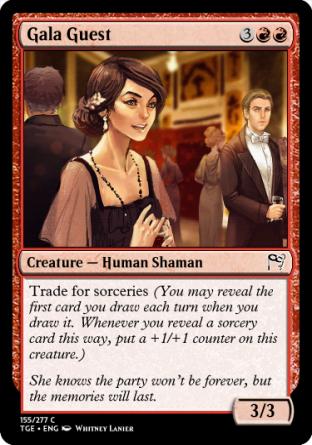 Gala Guest 3
Creature — Human Shaman
Trade for sorceries (You may reveal the
first card you draw each turn when you
draw it. Whenever you reveal a sorcery
card this way, put a +1/+1 counter on this
creature.)
She knows the party won't be forever, but
the memories will last.
3/3
155/277 C
TGE • ENG Whitney Lanier